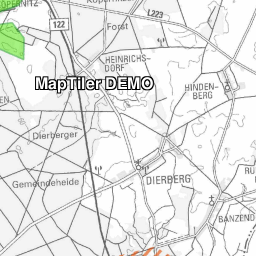 L223
122
Forst
HEINRICHS-
DORF
MapTiler DEMO
HINDEN-
BERG
Dierberger
Gemeindeheide
DIERBERG
BANZEND